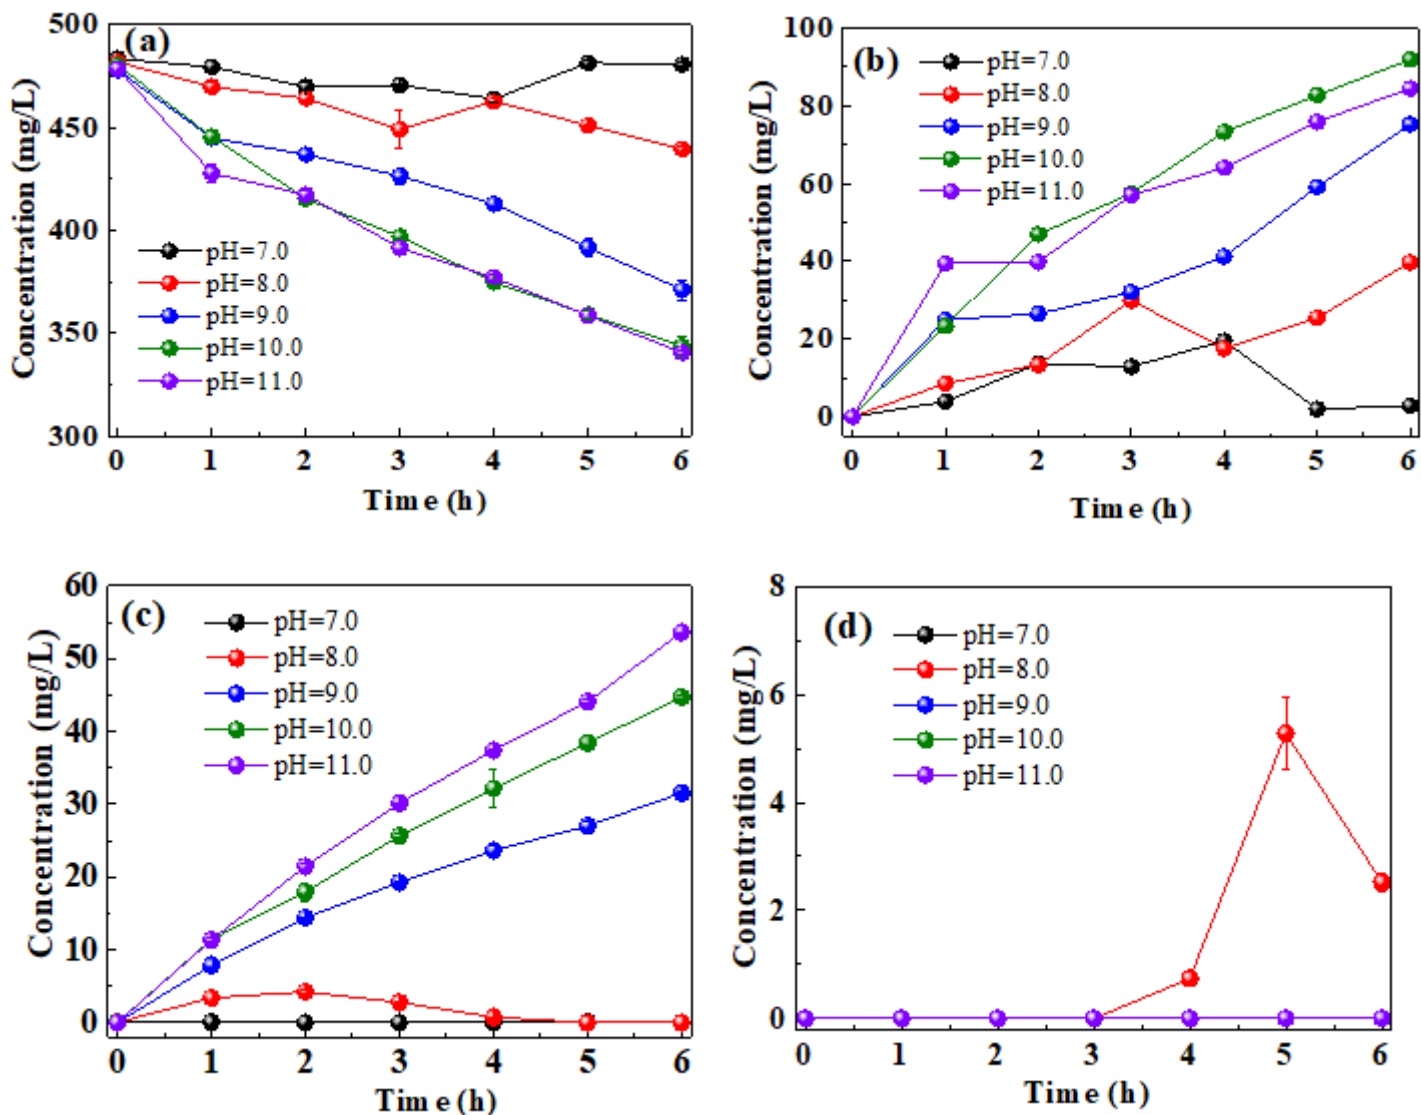 (a)
Concentration (mg/L)
500
450
400
350
300
pH=7.0
pH=8.0
pH=9.0
pH=10.0
pH=11.0
0 1 2 3 4 5 6
Time (h)
(b)
Concentration (mg/L)
100
80
60
40
20
0
pH=7.0
pH=8.0
pH=9.0
pH=10.0
pH=11.0
0 1 2 3 4 5 6
Time (h)
(c)
Concentration (mg/L)
60
50
40
30
20
10
0
pH=7.0
pH=8.0
pH=9.0
pH=10.0
pH=11.0
0 1 2 3 4 5 6
Time (h)
(d)
Concentration (mg/L)
8
6
4
2
0
pH=7.0
pH=8.0
pH=9.0
pH=10.0
pH=11.0
0 1 2 3 4 5 6
Time (h)